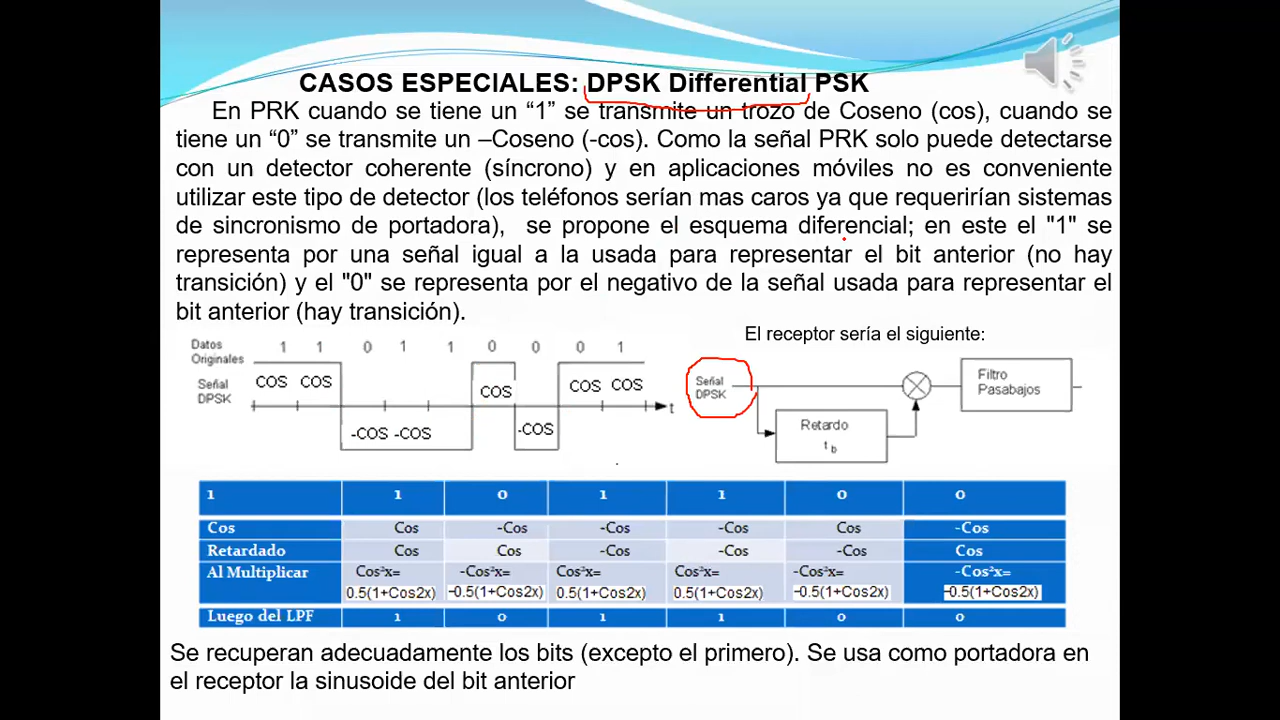 CASOS ESPECIALES: DPSK Differential PSK
En PRK cuando se tiene un “1” se transmite un trozo de Coseno (cos), cuando se
tiene un “0” se transmite un –Coseno (-cos). Como la señal PRK solo puede detectarse
con un detector coherente (síncrono) y en aplicaciones móviles no es conveniente
utilizar este tipo de detector (los teléfonos serían mas caros ya que requerirían sistemas
de sincronismo de portadora), se propone el esquema diferencial; en este el "1" se
representa por una señal igual a la usada para representar el bit anterior (no hay
transición) y el "0" se representa por el negativo de la señal usada para representar el
bit anterior (hay transición).
Datos
Originales
1 1 0 1 1 0 0 0 1
Señal
DPSK
COS COS COS COS COS
-COS -COS -COS
t
El receptor sería el siguiente:
Señal
DPSK
Filtro
Pasabajos
Retardo
tb
1 1 0 1 1 0 0
Cos Cos -Cos -Cos -Cos Cos -Cos
Retardado Cos Cos -Cos -Cos -Cos Cos
Al Multiplicar Cos²x= -Cos²x= Cos²x= Cos²x= -Cos²x= -Cos²x=
0.5(1+Cos2x) -0.5(1+Cos2x) 0.5(1+Cos2x) 0.5(1+Cos2x) -0.5(1+Cos2x) -0.5(1+Cos2x)
Luego del LPF 1 0 1 1 0 0
Se recuperan adecuadamente los bits (excepto el primero). Se usa como portadora en
el receptor la sinusoide del bit anterior